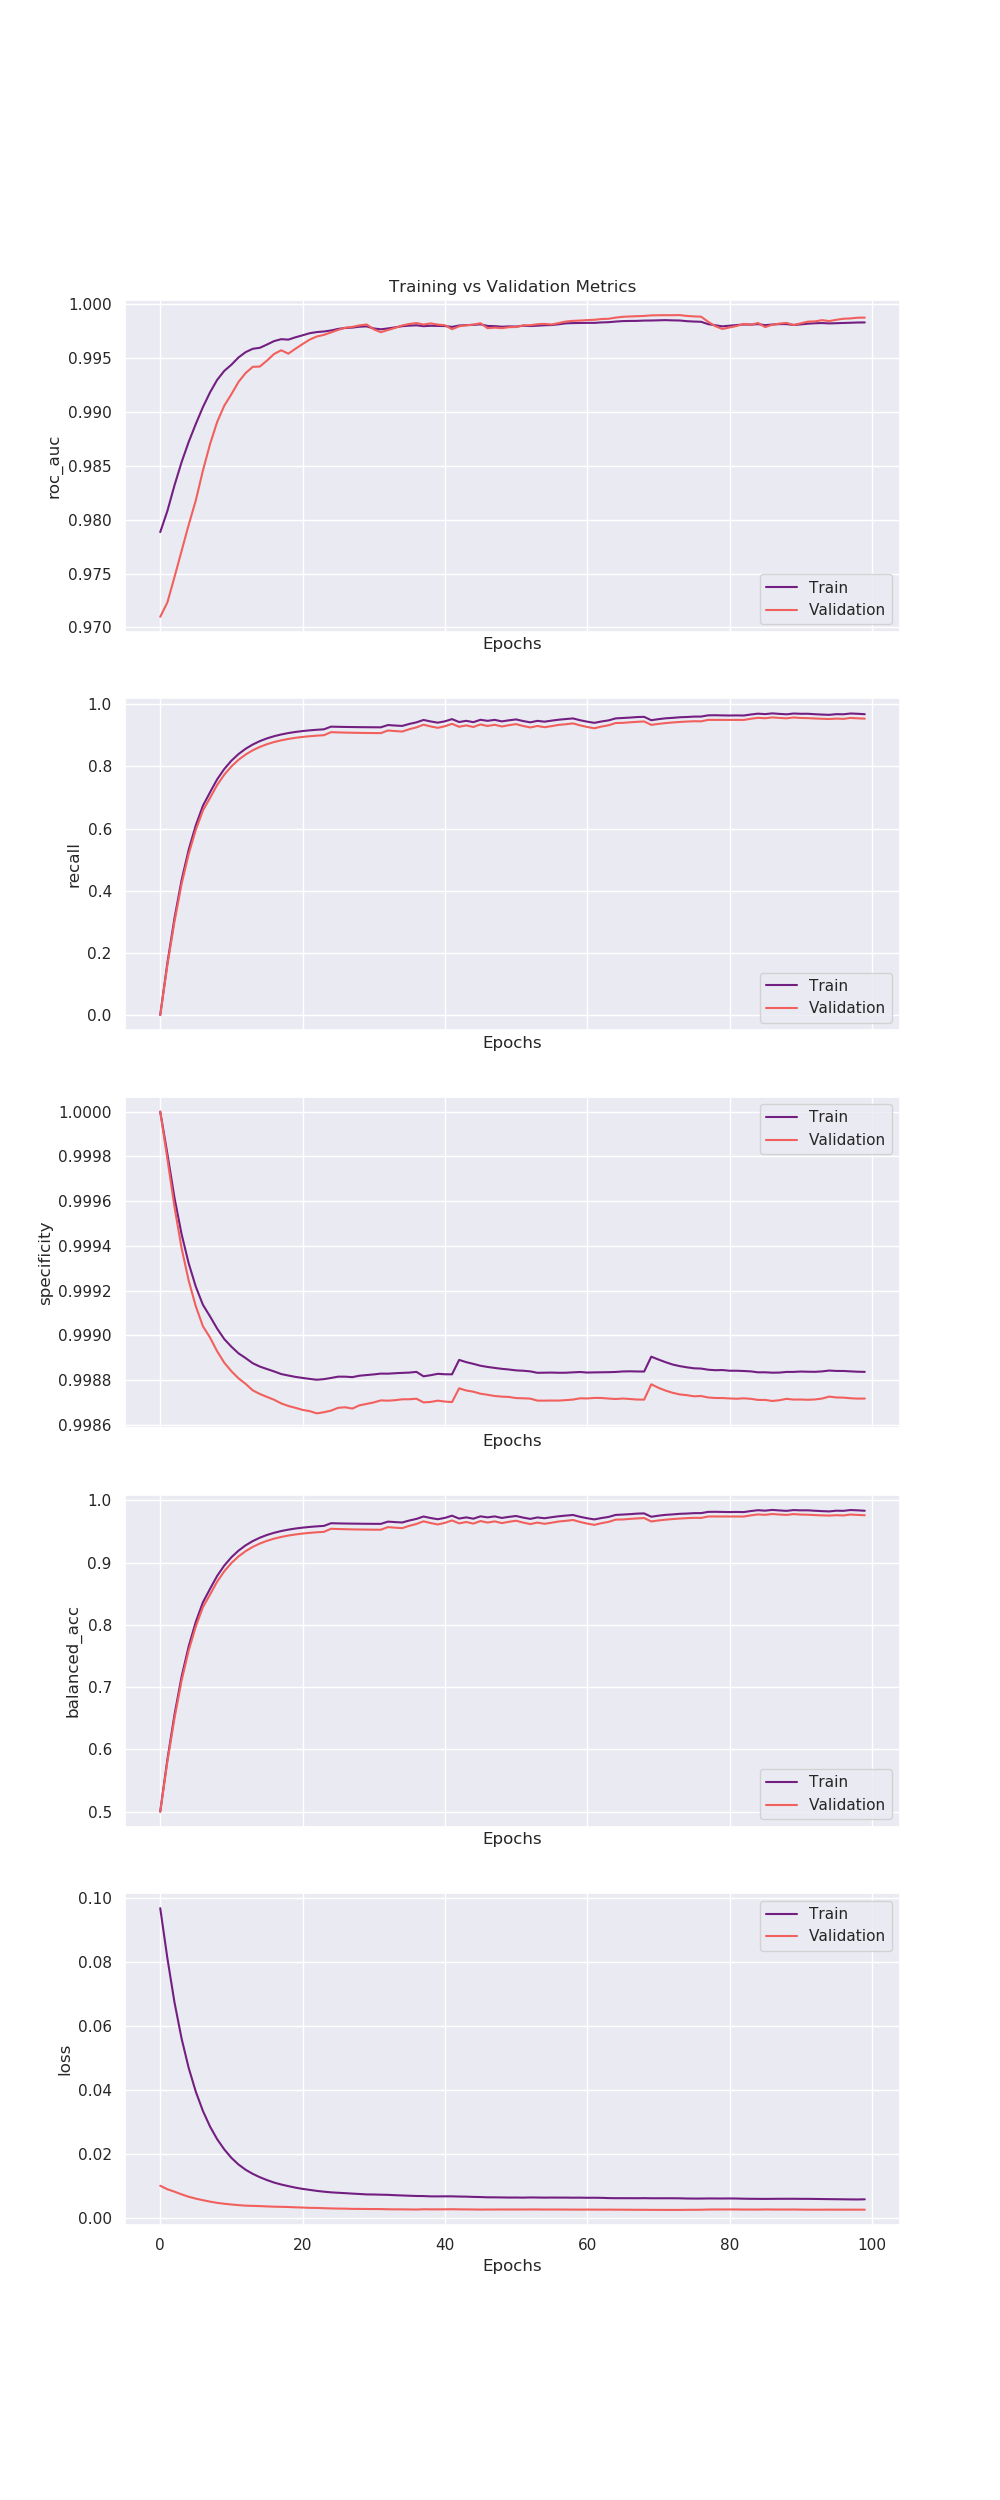 Training vs Validation Metrics
1.000
0.995
0.990
0.985
0.980
0.975
0.970
roc_auc
Train
Validation
Epochs
1.0
0.8
0.6
0.4
0.2
0.0
recall
Train
Validation
Epochs
1.0000
0.9998
0.9996
0.9994
0.9992
0.9990
0.9988
0.9986
specificity
Train
Validation
Epochs
1.0
0.9
0.8
0.7
0.6
0.5
balanced_acc
Train
Validation
Epochs
0.10
0.08
0.06
0.04
0.02
0.00
loss
Train
Validation
0 20 40 60 80 100
Epochs